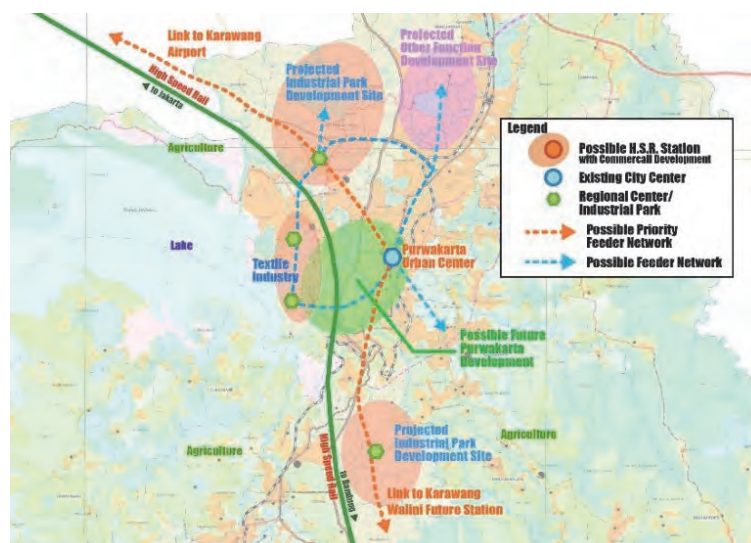 Link to Karawang
Airport
High Speed Rail
to Jakarta
Projected
Industrial Park
Development Site
Projected
Other Function
Development Site
Agriculture
Legend
Possible H.S.R. Station
with Commercail Development
Existing City Center
Regional Center/
Industrial Park
Possible Priority
Feeder Network
Possible Feeder Network
Lake
Textile
Industry
Purwakarta
Urban Center
Possible Futura
Purwakarta
Development
Agriculture
High Speed Rail
to Bandung
Projected
Industrial Park
Development Site
Agriculture
Link to Karawang
Walini Future Station